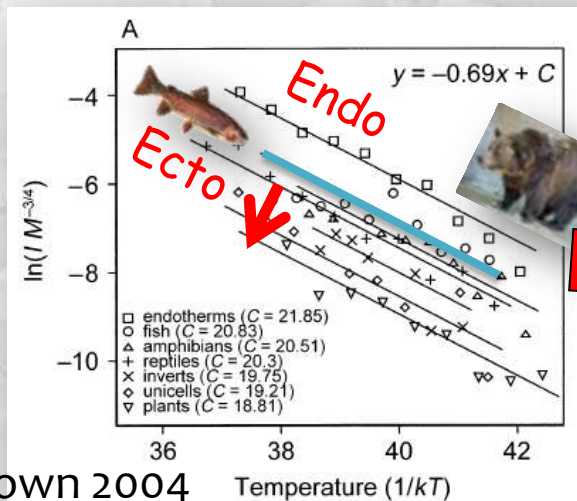 A
y = –0.69x + C
Endo
Ecto
–4
–6
–8
–10
ln(I M^–3/4)
□ endotherms (C = 21.85)
○ fish (C = 20.83)
△ amphibians (C = 20.51)
+ reptiles (C = 20.3)
× inverts (C = 19.75)
◇ unicells (C = 19.21)
▽ plants (C = 18.81)
36 38 40 42
own 2004
Temperature (1/kT)